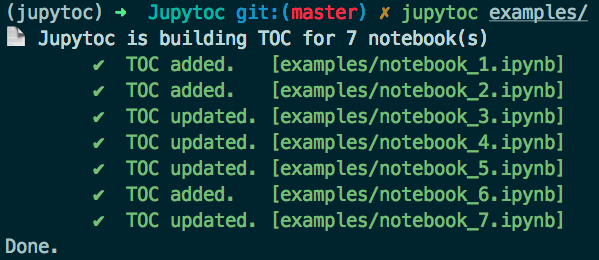 (jupytoc) ➜ Jupytoc git:(master) ✗ jupytoc examples/
Jupytoc is building TOC for 7 notebook(s)
✔ TOC added. [examples/notebook_1.ipynb]
✔ TOC added. [examples/notebook_2.ipynb]
✔ TOC updated. [examples/notebook_3.ipynb]
✔ TOC updated. [examples/notebook_4.ipynb]
✔ TOC updated. [examples/notebook_5.ipynb]
✔ TOC added. [examples/notebook_6.ipynb]
✔ TOC updated. [examples/notebook_7.ipynb]
Done.